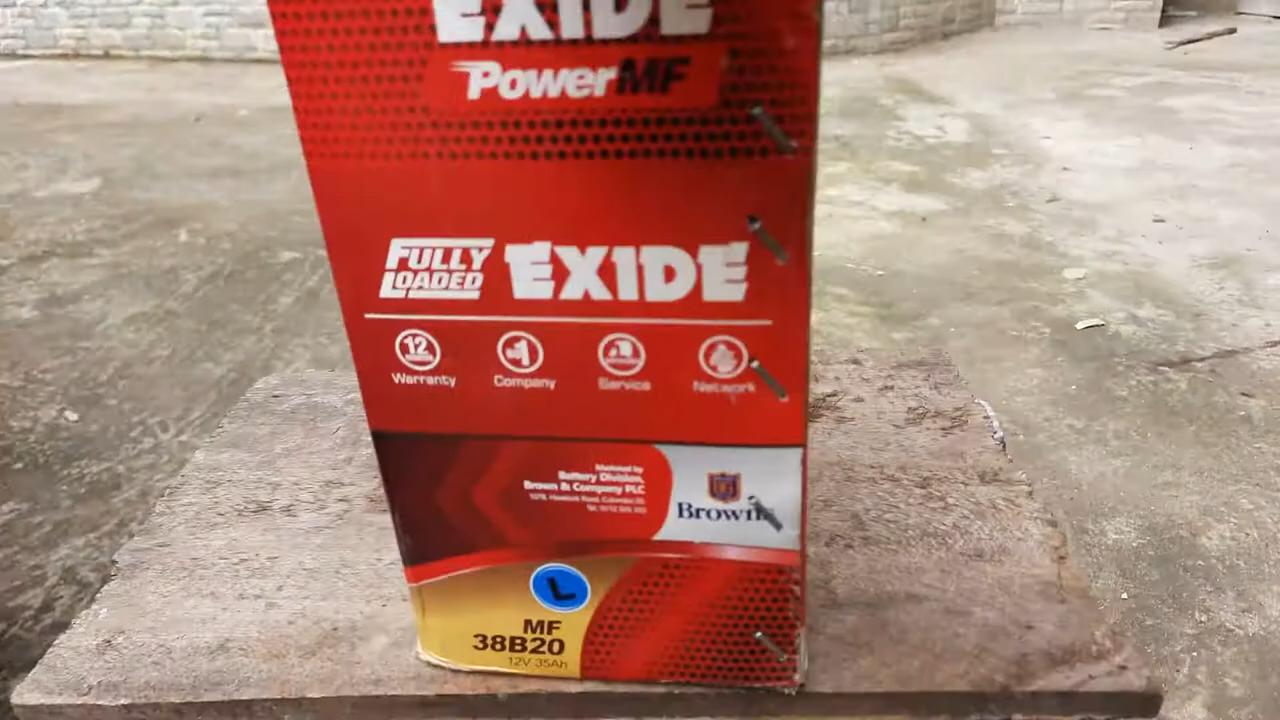 EXIDE
PowerMF
FULLY LOADED EXIDE
12
Warranty Company Service Network
Marketed by
Battery Division,
Brown & Company PLC
Browns
L
MF
38B20
12V 35Ah